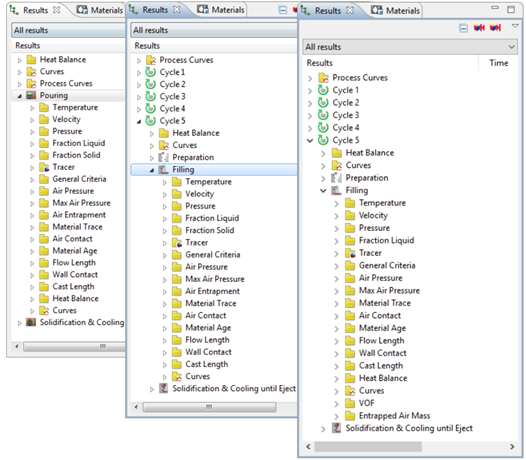 Results
Materials
All results
Results
Heat Balance
Curves
Process Curves
Pouring
Temperature
Velocity
Pressure
Fraction Liquid
Fraction Solid
Tracer
General Criteria
Air Pressure
Max Air Pressure
Air Entrapment
Material Trace
Air Contact
Material Age
Flow Length
Wall Contact
Cast Length
Heat Balance
Curves
Solidification & Cooling
Results
Materials
All results
Results
Process Curves
Cycle 1
Cycle 2
Cycle 3
Cycle 4
Cycle 5
Heat Balance
Curves
Preparation
Filling
Temperature
Velocity
Pressure
Fraction Liquid
Fraction Solid
Tracer
General Criteria
Air Pressure
Max Air Pressure
Air Entrapment
Material Trace
Air Contact
Material Age
Flow Length
Wall Contact
Cast Length
Curves
Solidification & Cooling until Eject
Results
Materials
All results
Results Time
Process Curves
Cycle 1
Cycle 2
Cycle 3
Cycle 4
Cycle 5
Heat Balance
Curves
Preparation
Filling
Temperature
Velocity
Pressure
Fraction Liquid
Tracer
General Criteria
Air Pressure
Max Air Pressure
Material Trace
Air Contact
Material Age
Flow Length
Wall Contact
Cast Length
Heat Balance
Curves
VOF
Entrapped Air Mass
Solidification & Cooling until Eject